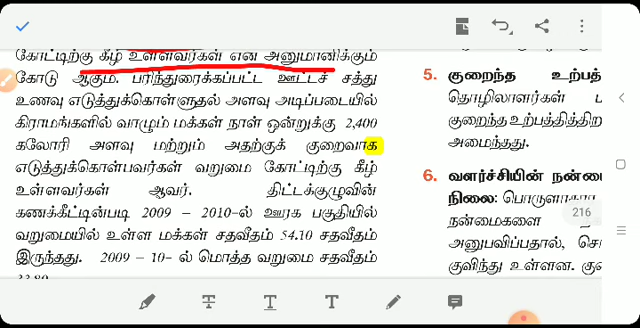 கோட்டிற்கு கீழ் உள்ளவர்கள் என அனுமானிக்கும்
கோடு ஆகும். பரிந்துரைக்கப்பட்ட ஊட்டச் சத்து
உணவு எடுத்துக்கொள்ளுதல் அளவு அடிப்படையில்
கிராமங்களில் வாழும் மக்கள் நாள் ஒன்றுக்கு 2,400
கலோரி அளவு மற்றும் அதற்குக் குறைவாக
எடுத்துக்கொள்பவர்கள் வறுமை கோட்டிற்கு கீழ்
உள்ளவர்கள் ஆவர். திட்டக்குழுவின்
கணக்கீட்டின்படி 2009 – 2010-ல் ஊரக பகுதியில்
வறுமையில் உள்ள மக்கள் சதவீதம் 54.10 சதவீதம்
இருந்தது. 2009 – 10- ல் மொத்த வறுமை சதவீதம்
5. குறைந்த உற்பத்
தொழிலாளர்கள்
குறைந்த உற்பத்தித்திற
அமைந்தது.
6. வளர்ச்சியின் நன்மை
நிலை: பொருளாதார
நன்மைகளை
அனுபவிப்பதால், சொ
குவிந்து உள்ளன.
216
T T T